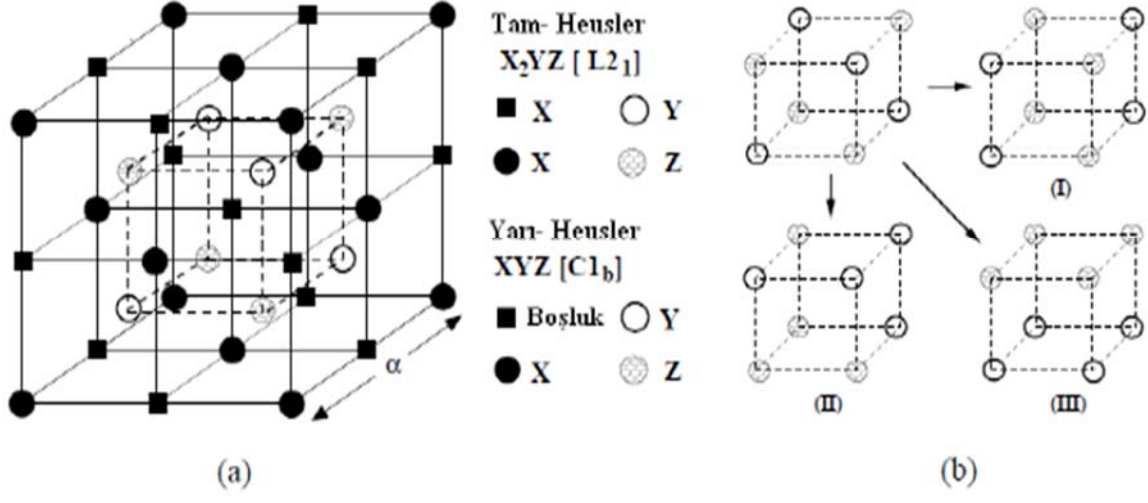 Tam- Heusler
X₂YZ [ L2₁]
X Y
X Z
Yarı- Heusler
XYZ [C1b]
Boşluk Y
X Z
α
(a)
(I)
(II)
(III)
(b)